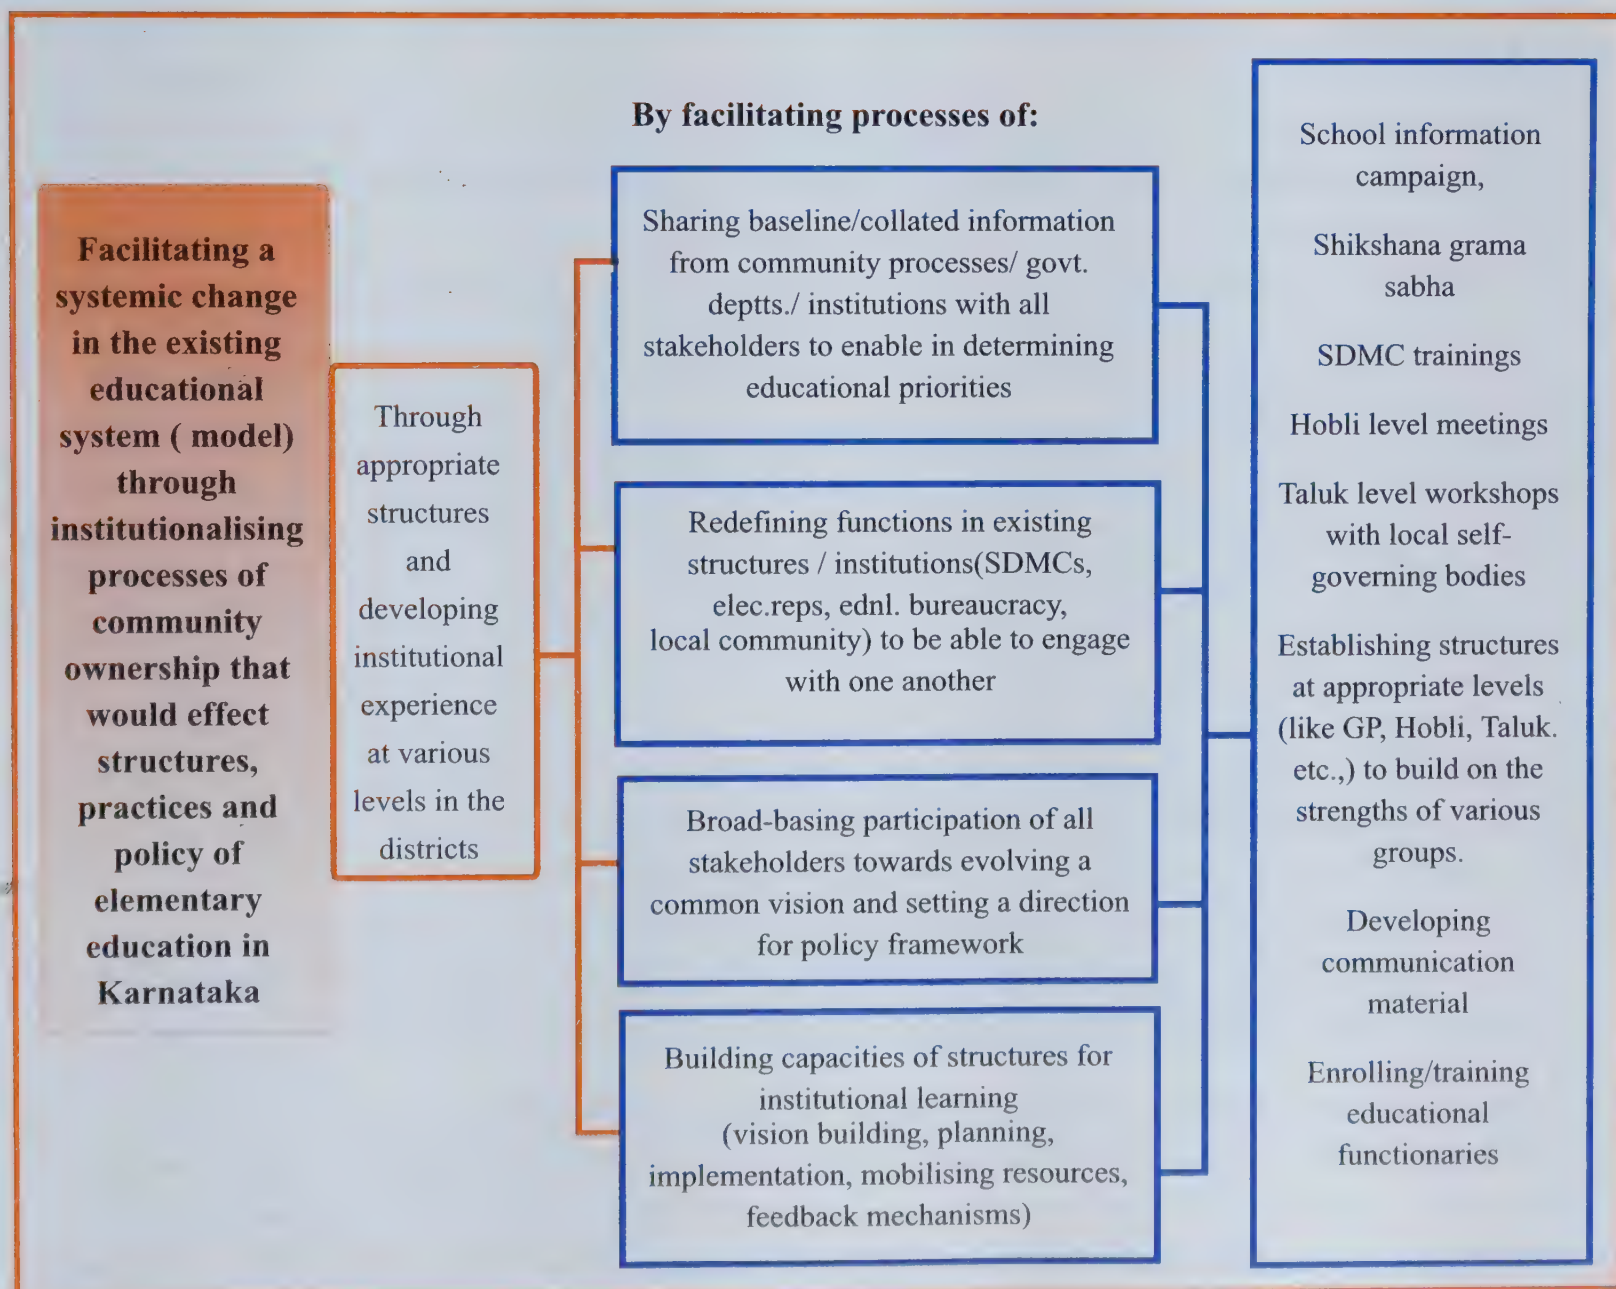 Facilitating a
systemic change
in the existing
educational
system ( model)
through
institutionalising
processes of
community
ownership that
would effect
structures,
practices and
policy of
elementary
education in
Karnataka
Through
appropriate
structures
and
developing
institutional
experience
at various
levels in the
districts
By facilitating processes of:
Sharing baseline/collated information
from community processes/ govt.
deptts./ institutions with all
stakeholders to enable in determining
educational priorities
Redefining functions in existing
structures / institutions(SDMCs,
elec.reps, ednl. bureaucracy,
local community) to be able to engage
with one another
Broad-basing participation of all
stakeholders towards evolving a
common vision and setting a direction
for policy framework
Building capacities of structures for
institutional learning
(vision building, planning,
implementation, mobilising resources,
feedback mechanisms)
School information
campaign,
Shikshana grama
sabha
SDMC trainings
Hobli level meetings
Taluk level workshops
with local self-
governing bodies
Establishing structures
at appropriate levels
(like GP, Hobli, Taluk.
etc.,) to build on the
strengths of various
groups.
Developing
communication
material
Enrolling/training
educational
functionaries